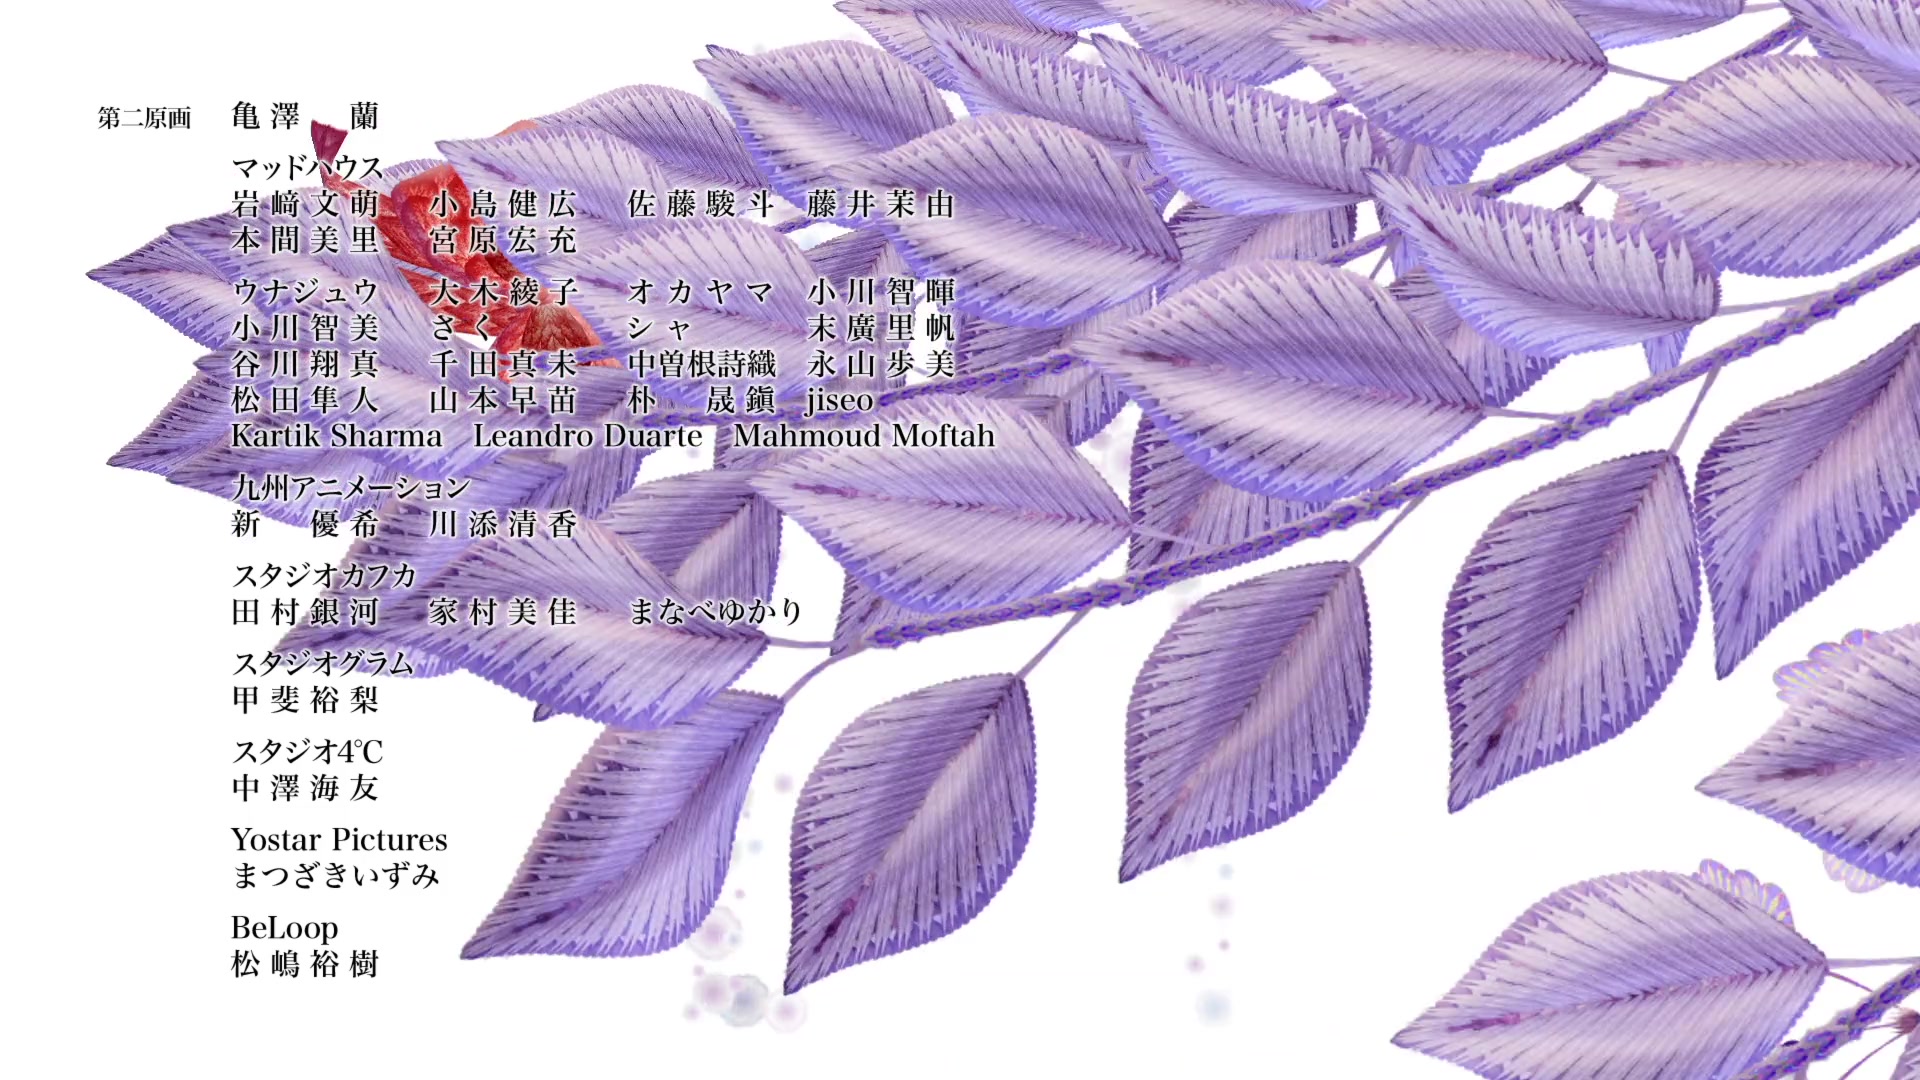 第二原画 亀澤 蘭
マッドハウス
岩﨑文萌 小島健広 佐藤駿斗 藤井茉由
本間美里 宮原宏充
ウナジュウ 大木綾子 オカヤマ 小川智暉
小川智美 さく シャ 末廣里帆
谷川翔真 千田真未 中曽根詩織 永山歩美
松田隼人 山本早苗 朴 晟鎭 jiseo
Kartik Sharma Leandro Duarte Mahmoud Moftah
九州アニメーション
新 優希 川添清香
スタジオカフカ
田村銀河 家村美佳 まなべゆかり
スタジオグラム
甲斐裕梨
スタジオ4℃
中澤海友
Yostar Pictures
まつざきいずみ
BeLoop
松嶋裕樹